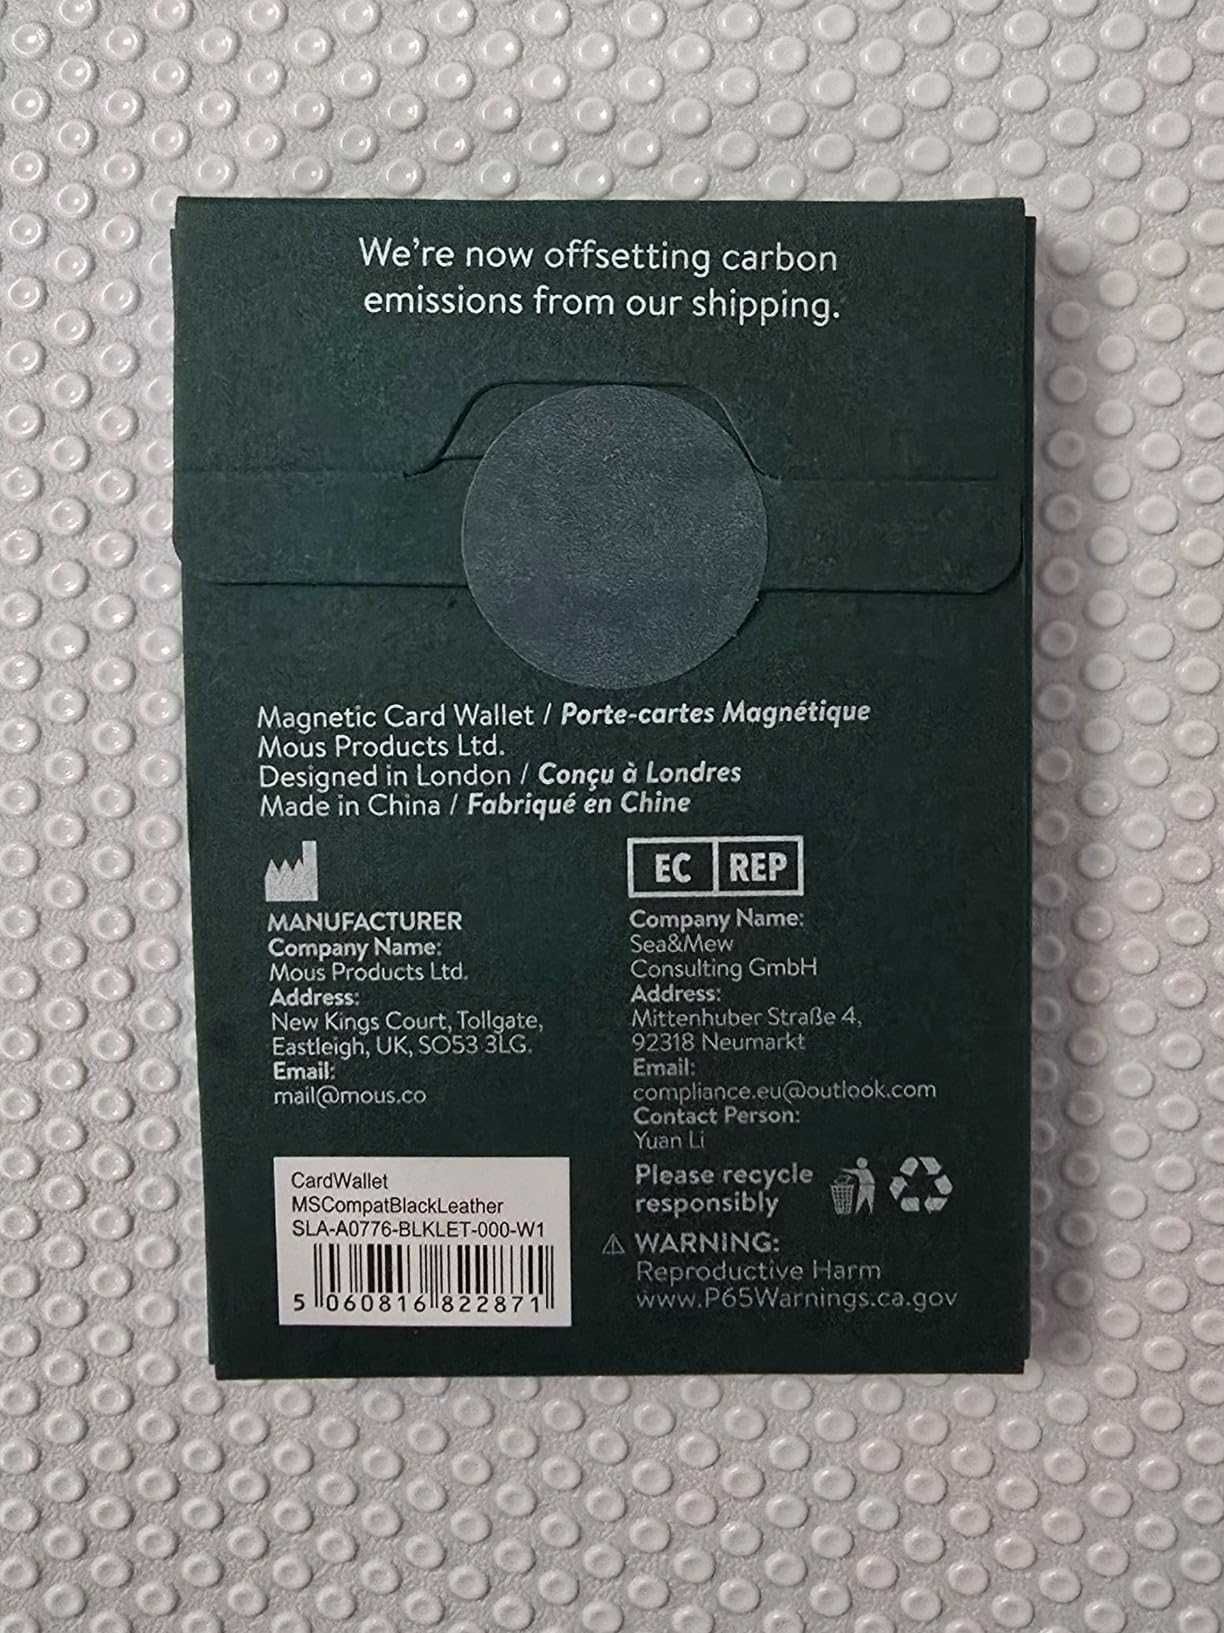 We're now offsetting carbon
emissions from our shipping.
Magnetic Card Wallet / Porte-cartes Magnétique
Mous Products Ltd.
Designed in London / Conçu à Londres
Made in China / Fabriqué en Chine
MANUFACTURER
Company Name:
Mous Products Ltd.
Address:
New Kings Court, Tollgate,
Eastleigh, UK, SO53 3LG.
Email:
mail@mous.co
EC REP
Company Name:
Sea&Mew
Consulting GmbH
Address:
Mittenhuber Straße 4,
92318 Neumarkt
Email:
compliance.eu@outlook.com
Contact Person:
Yuan Li
Please recycle
responsibly
WARNING:
Reproductive Harm
www.P65Warnings.ca.gov
CardWallet
MSCompatBlackLeather
SLA-A0776-BLKLET-000-W1
5 060816 822871